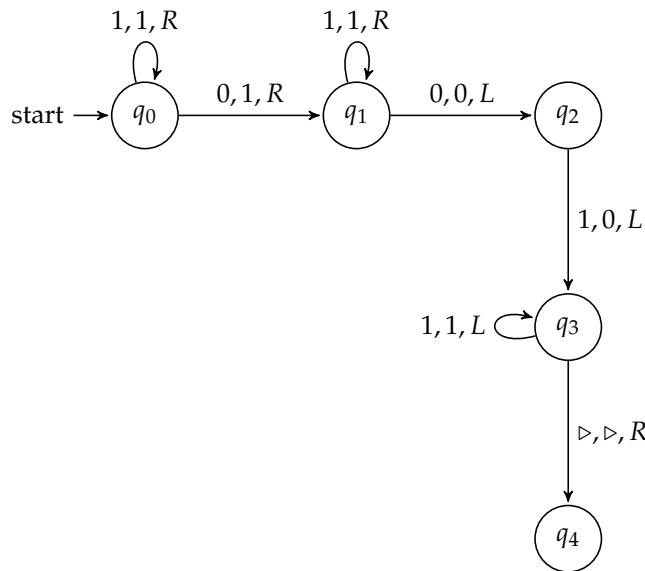 1, 1, R 1, 1, R
start q0 0, 1, R q1 0, 0, L q2
1, 0, L
1, 1, L q3
▷, ▷, R
q4